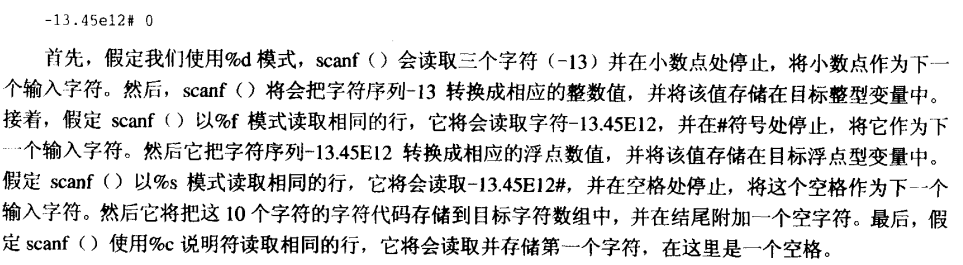 -13.45e12# 0
首先，假定我们使用%d 模式，scanf（）会读取三个字符（-13）并在小数点处停止，将小数点作为下一
个输入字符。然后，scanf（）将会把字符序列-13 转换成相应的整数值，并将该值存储在目标整型变量中。
接着，假定 scanf（）以%f 模式读取相同的行，它将会读取字符-13.45E12，并在#符号处停止，将它作为下
一个输入字符。然后它把字符序列-13.45E12 转换成相应的浮点数值，并将该值存储在目标浮点型变量中。
假定 scanf（）以%s 模式读取相同的行，它将会读取-13.45E12#，并在空格处停止，将这个空格作为下一个
输入字符。然后它将把这 10 个字符的字符代码存储到目标字符数组中，并在结尾附加一个空字符。最后，假
定 scanf（）使用%c 说明符读取相同的行，它将会读取并存储第一个字符，在这里是一个空格。